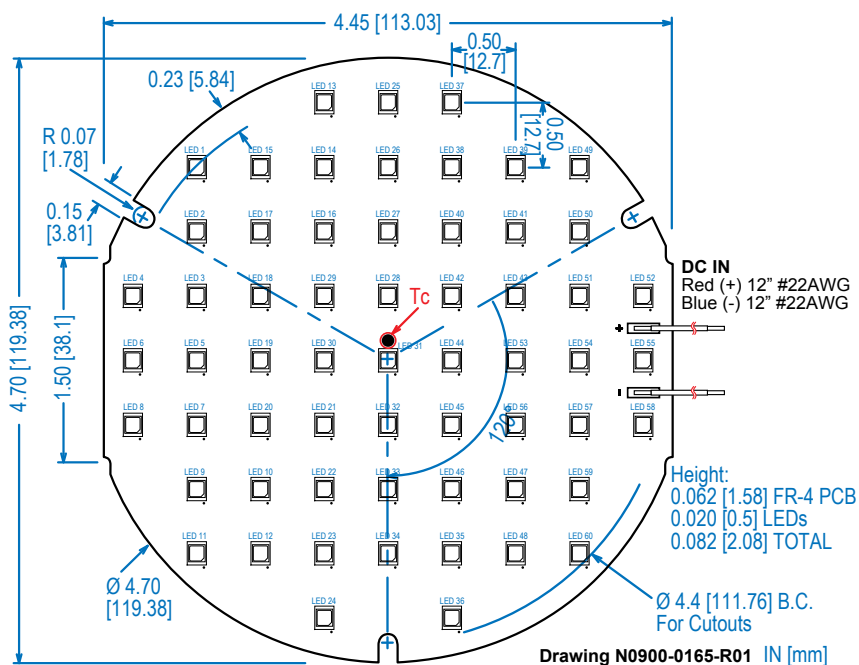 4.45 [113.03]
0.50
[12.7]
0.23 [5.84]
LED 13 LED 25 LED 37
0.50
[12.7]
R 0.07
[1.78]
LED 1 LED 15 LED 14 LED 26 LED 38 LED 39 LED 49
0.15
[3.81]
LED 2 LED 17 LED 16 LED 27 LED 40 LED 41 LED 50
DC IN
Red (+) 12" #22AWG
Blue (-) 12" #22AWG
LED 4 LED 3 LED 18 LED 29 LED 28 LED 42 LED 43 LED 51 LED 52
Tc
+
4.70 [119.38]
1.50 [38.1]
LED 6 LED 5 LED 19 LED 30 LED 31 LED 44 LED 53 LED 54 LED 55
-
LED 8 LED 7 LED 20 LED 21 LED 32 LED 45 LED 56 LED 57 LED 58
120°
LED 9 LED 10 LED 22 LED 33 LED 46 LED 47 LED 59
Height:
0.062 [1.58] FR-4 PCB
0.020 [0.5] LEDs
0.082 [2.08] TOTAL
LED 11 LED 12 LED 23 LED 34 LED 35 LED 48 LED 60
Ø 4.70
[119.38]
LED 24 LED 36
Ø 4.4 [111.76] B.C.
For Cutouts
Drawing N0900-0165-R01 IN [mm]